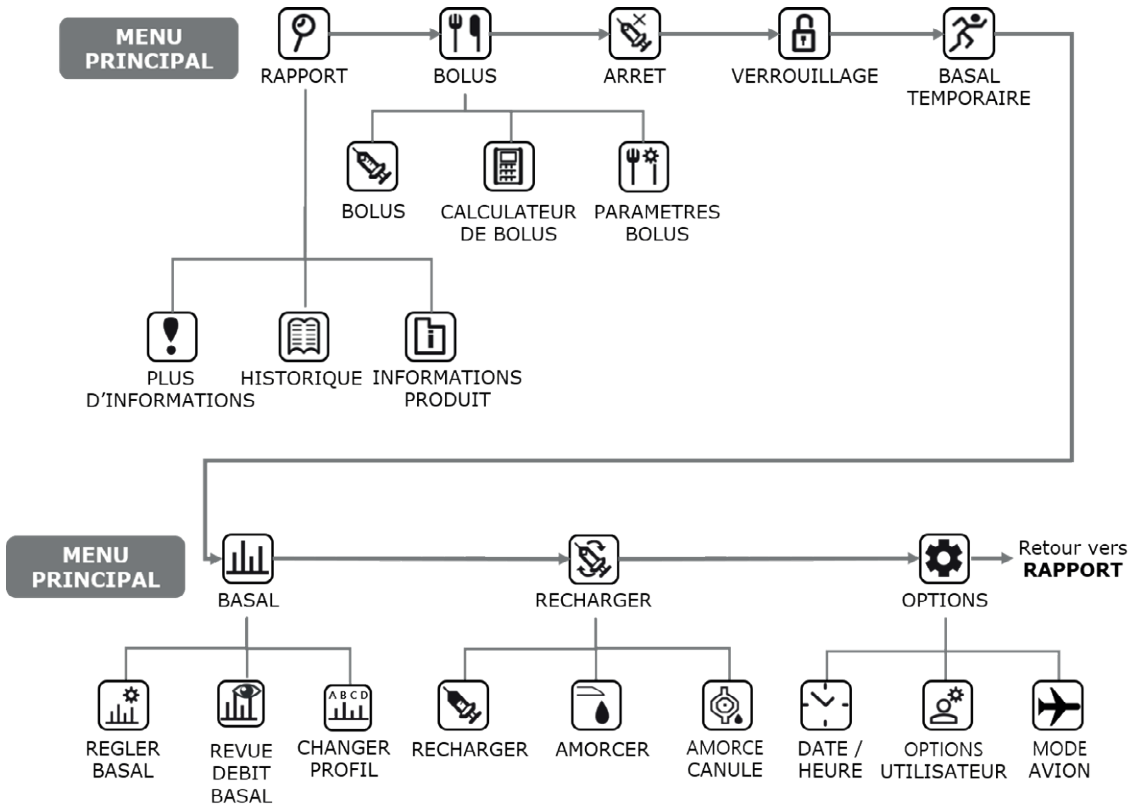 MENU
PRINCIPAL
RAPPORT
BOLUS
ARRET
VERROUILLAGE
BASAL
TEMPORAIRE
BOLUS
CALCULATEUR
DE BOLUS
PARAMETRES
BOLUS
PLUS
D'INFORMATIONS
HISTORIQUE
INFORMATIONS
PRODUIT
MENU
PRINCIPAL
BASAL
RECHARGER
OPTIONS
Retour vers
RAPPORT
REGLER
BASAL
REVUE
DEBIT
BASAL
A B C D
CHANGER
PROFIL
RECHARGER
AMORCER
AMORCE
CANULE
DATE /
HEURE
OPTIONS
UTILISATEUR
MODE
AVION